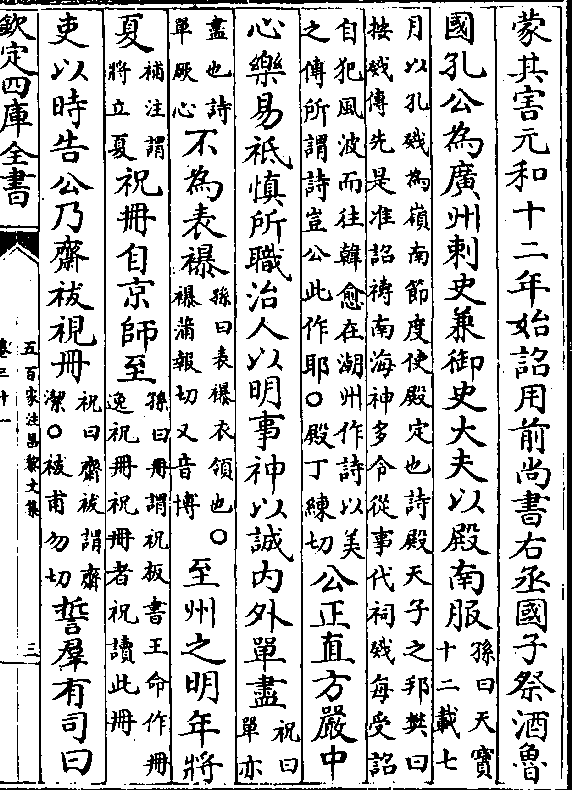 蒙其害元和十二年始詔用前尚書右丞國子祭酒魯
國孔公為廣州刺史兼御史大夫以殿南服孫曰天寶十二載七
月以孔戣為嶺南節度使殿定也詩殿天子之邦樊曰
按戣傳先是准詔禱南海神多令從事代祠戣每受詔
自犯風波而往韓愈在湖州作詩以美之傳所謂詩豈公此作耶〇殿丁練切公正直方嚴中
心樂易祗慎所職治人以明事神以誠内外單盡祝曰單亦
盡也詩單厥心不為表襮孫曰表襮衣領也〇襮蒲報切又音博至州之明年將
夏補注謂將立夏祝冊自京師至孫曰冊謂祝板書王命作冊逸祝冊祝冊者祝讀此冊
吏以時告公乃齋祓視冊祝曰齋祓謂齋潔〇祓甫勿切誓羣有司曰
欽定四庫全書
五百家注昌黎文集
卷三十一
三